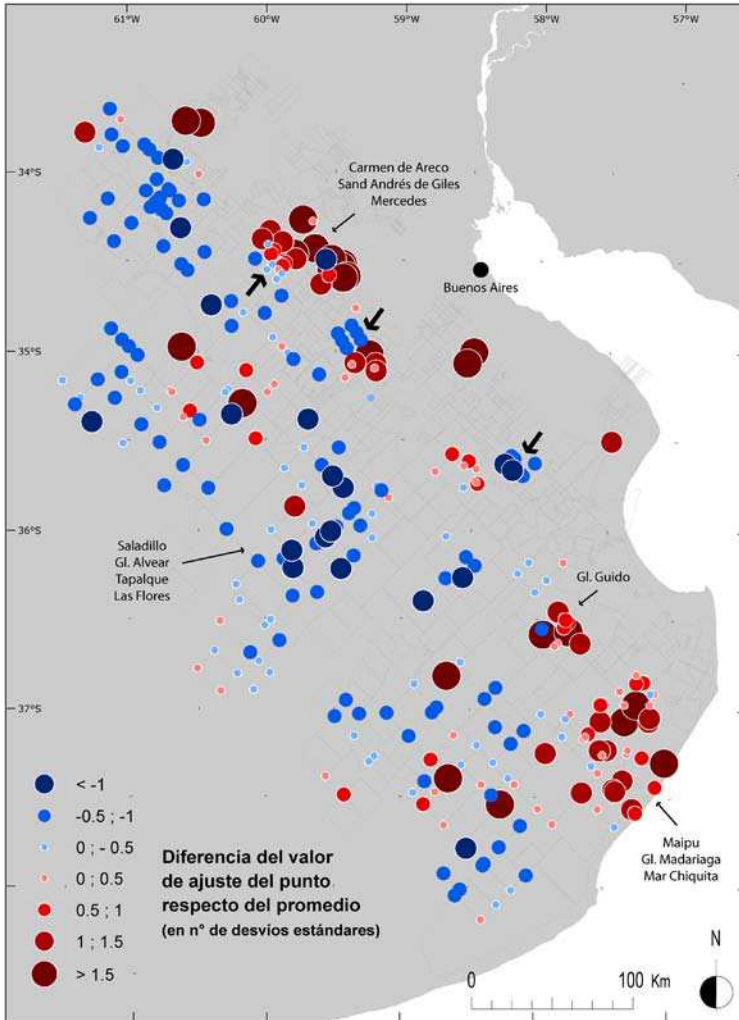 61°W
60°W
59°W
58°W
57°W
34°S
Carmen de Areco
Sand Andrés de Giles
Mercedes
Buenos Aires
35°S
36°S
Saladillo
Gl. Alvear
Tapalque
Las Flores
Gl. Guido
37°S
< -1
-0.5 ; -1
0 ; - 0.5
0 ; 0.5
0.5 ; 1
1 ; 1.5
> 1.5
Diferencia del valor
de ajuste del punto
respecto del promedio
(en n° de desvios estándares)
Maipu
Gl. Madariaga
Mar Chiquita
N
0 100 Km